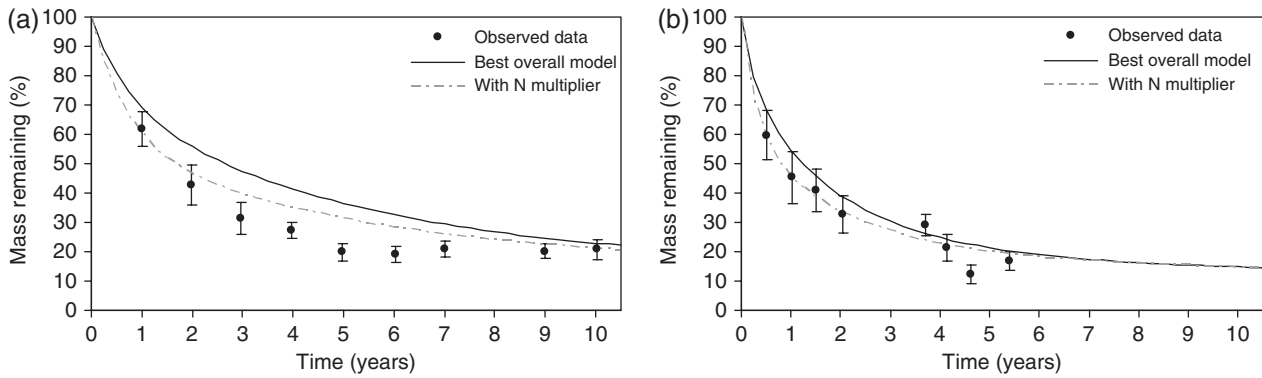 (a)
100
90
80
70
60
50
40
30
20
10
0
Mass remaining (%)
Observed data
Best overall model
With N multiplier
0 1 2 3 4 5 6 7 8 9 10
Time (years)
(b)
100
90
80
70
60
50
40
30
20
10
0
Mass remaining (%)
Observed data
Best overall model
With N multiplier
0 1 2 3 4 5 6 7 8 9 10
Time (years)